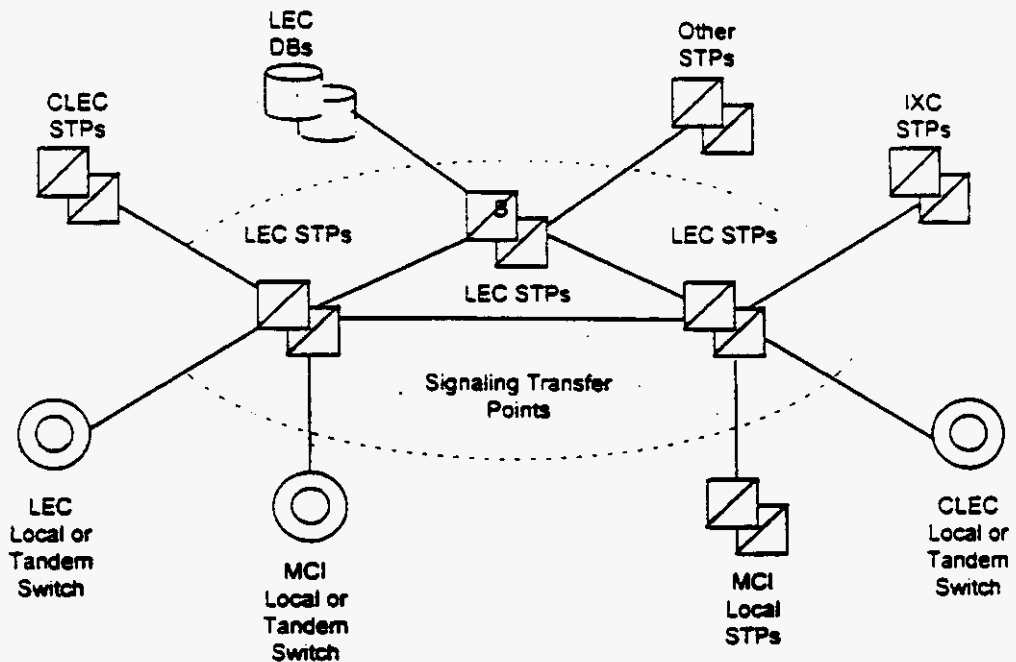 LEC
DBs
Other
STPs
CLEC
STPs
IXC
STPs
S
LEC STPs
LEC STPs
LEC STPs
Signaling Transfer
Points
LEC
Local or
Tandem
Switch
MCI
Local or
Tandem
Switch
MCI
Local
STPs
CLEC
Local or
Tandem
Switch